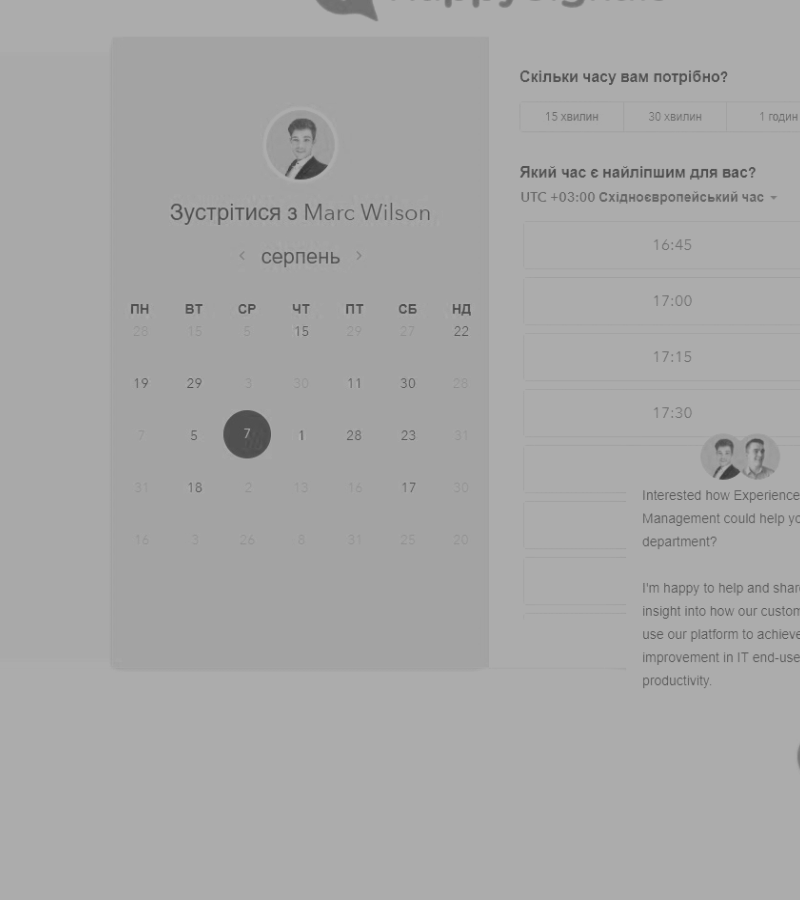 Зустрітися з Marc Wilson
серпень
ПН ВТ СР ЧТ ПТ СБ НД
28 15 5 15 29 27 22
19 29 3 30 11 30 28
7 5 7 1 28 23 31
31 18 2 13 16 17 30
16 3 26 8 31 25 20
Скільки часу вам потрібно?
15 хвилин 30 хвилин 1 годин
Який час є найліпшим для вас?
UTC +03:00 Східноєвропейський час
16:45
17:00
17:15
17:30
Interested how Experience
Management could help yo
department?
I'm happy to help and share
insight into how our custom
use our platform to achieve
improvement in IT end-use
productivity.